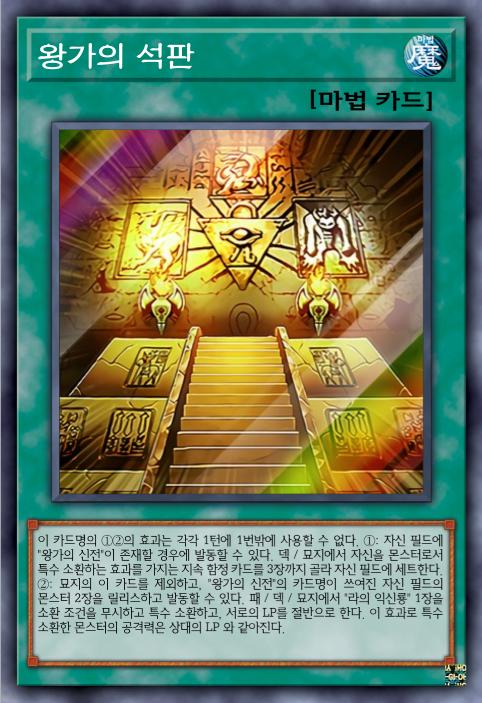 왕가의 석판
마법
魔
[마법 카드]
이 카드명의 ①②의 효과는 각각 1턴에 1번밖에 사용할 수 없다. ①: 자신 필드에
"왕가의 신전"이 존재할 경우에 발동할 수 있다. 덱 / 묘지에서 자신을 몬스터로서
특수 소환하는 효과를 가지는 지속 함정 카드를 3장까지 골라 자신 필드에 세트한다.
②: 묘지의 이 카드를 제외하고, "왕가의 신전"의 카드명이 쓰여진 자신 필드의
몬스터 2장을 릴리스하고 발동할 수 있다. 패 / 덱 / 묘지에서 "라의 익신룡" 1장을
소환 조건을 무시하고 특수 소환하고, 서로의 LP를 절반으로 한다. 이 효과로 특수
소환한 몬스터의 공격력은 상대의 LP 와 같아진다.